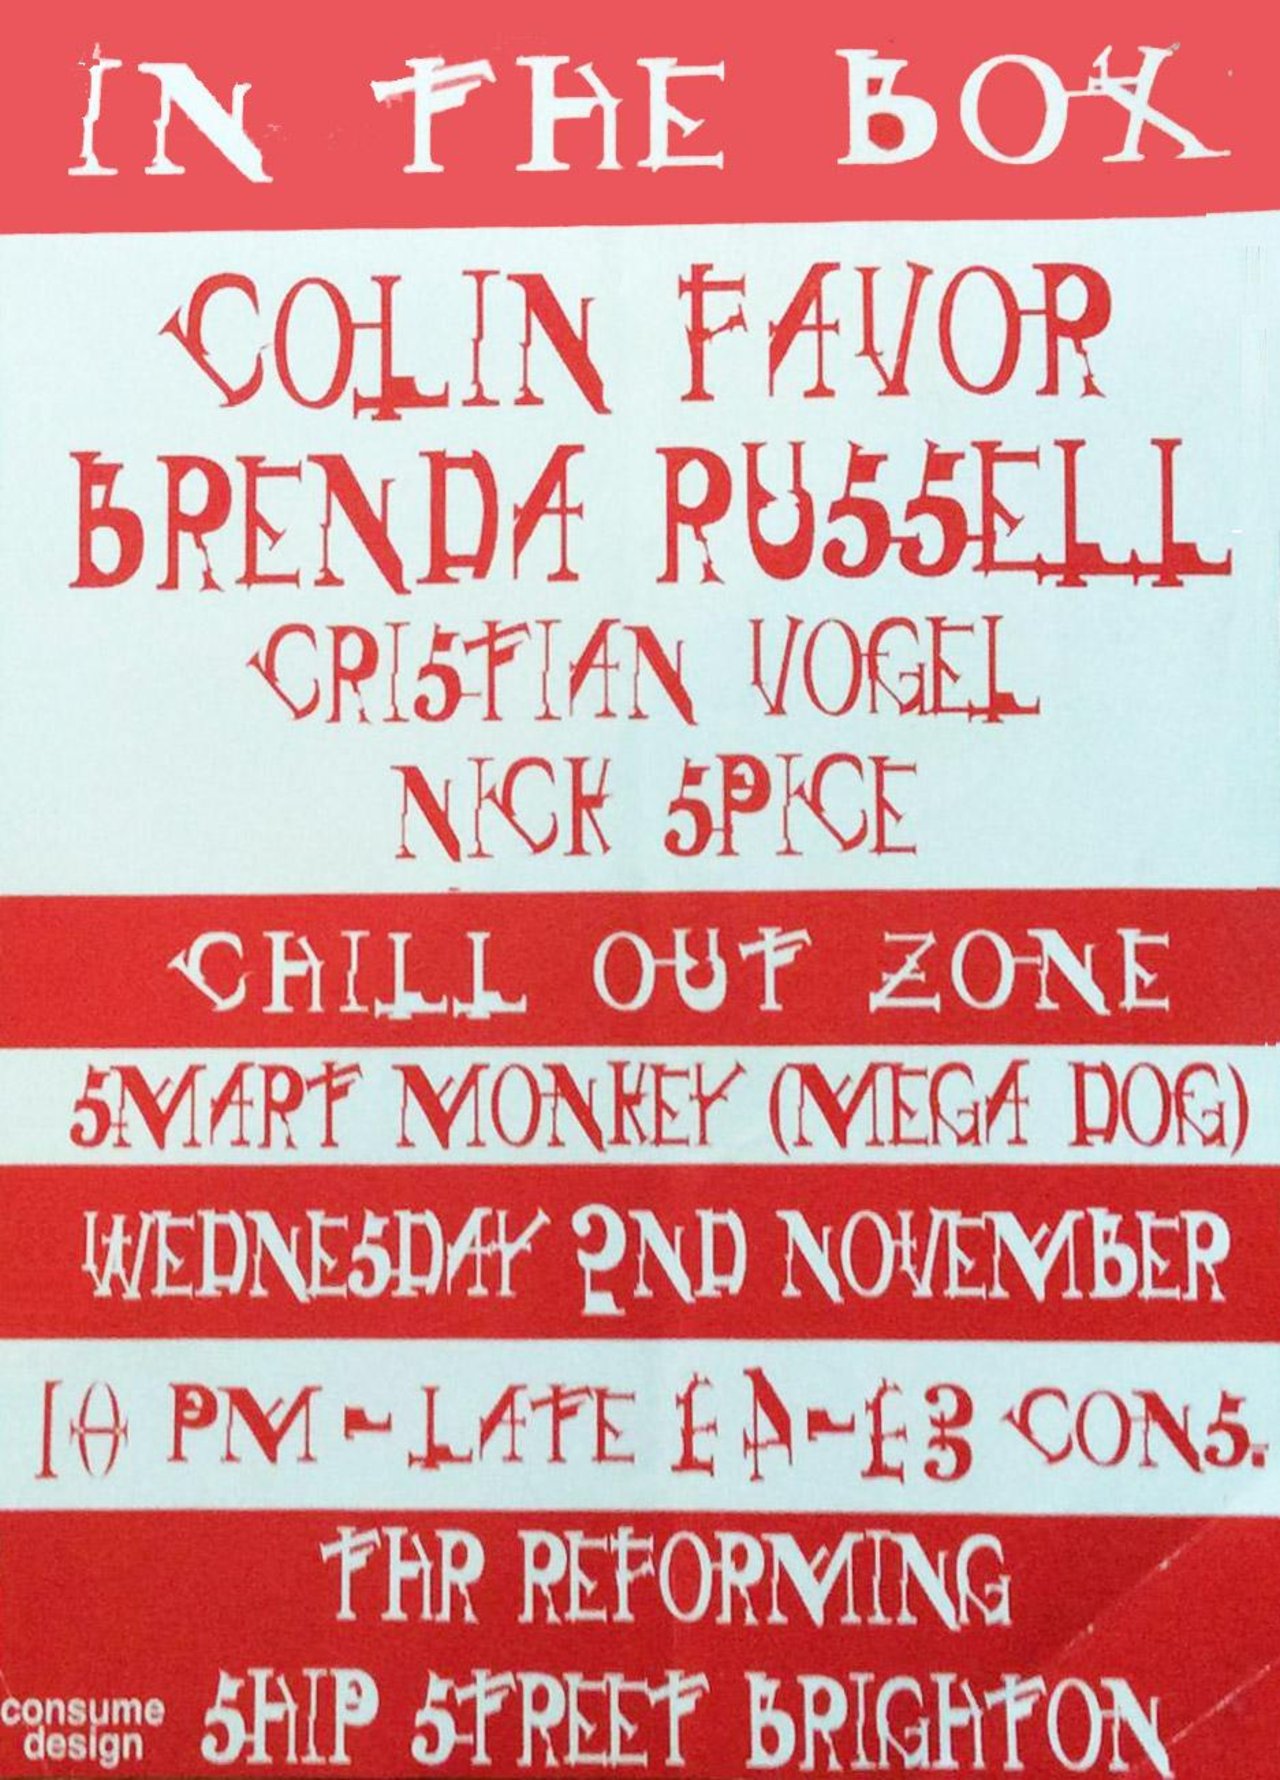 IN THE BOX
COLIN FAVOR
BRENDA RUSSELL
CRISTIAN VOGEL
NICK SPICE
CHILL OUT ZONE
SMART MONKEY (MEGA DOG)
WEDNESDAY 2ND NOVEMBER
10 PM - LATE £4-£3 CONS.
THR REFORMING
SHIP STREET BRIGHTON
consume
design